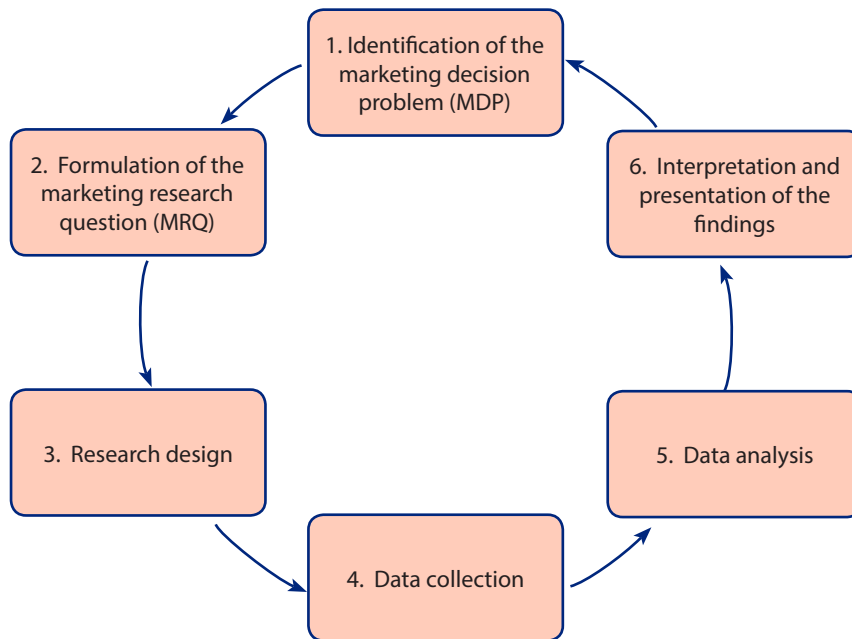 1. Identification of the
marketing decision
problem (MDP)
2. Formulation of the
marketing research
question (MRQ)
3. Research design
4. Data collection
5. Data analysis
6. Interpretation and
presentation of the
findings